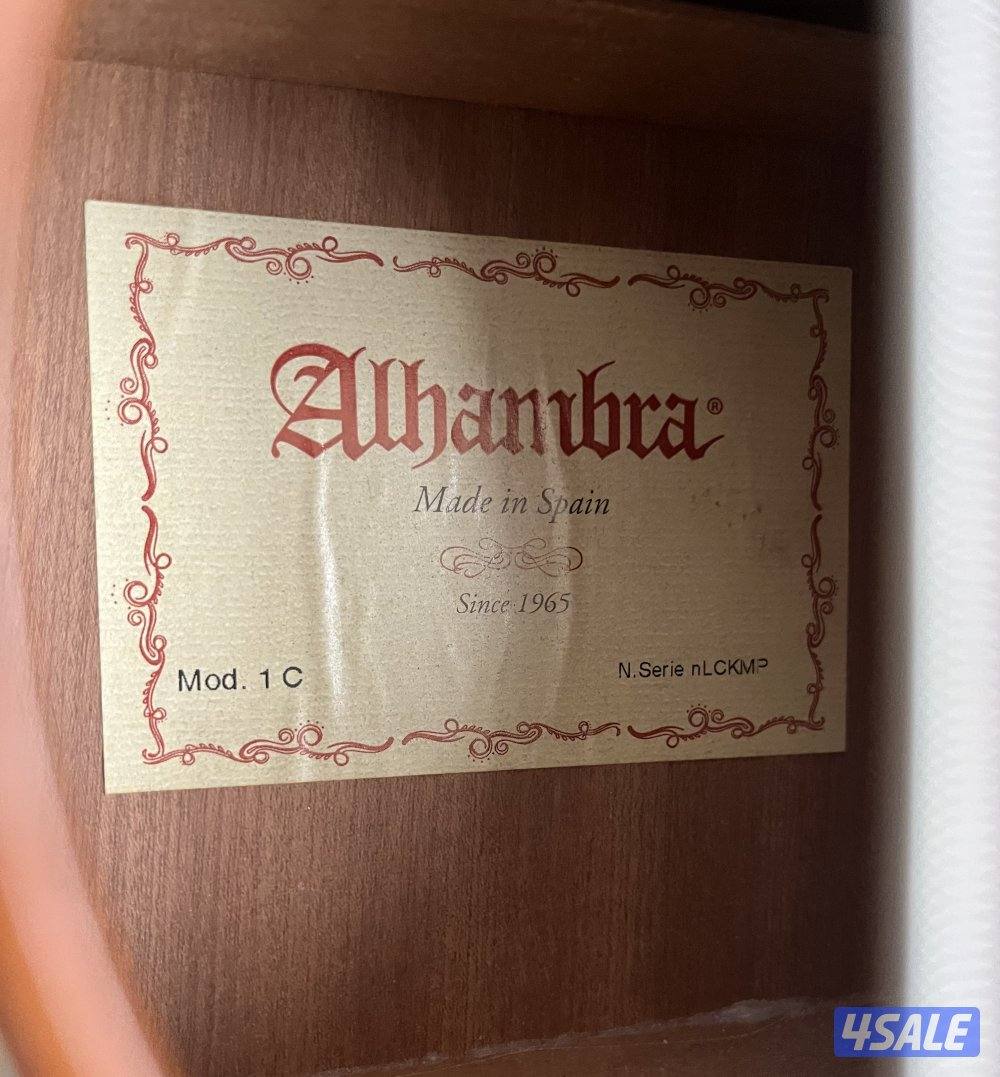 Alhambra®
Made in Spain
Since 1965
Mod. 1 C
N.Serie nLCKMP
4SALE